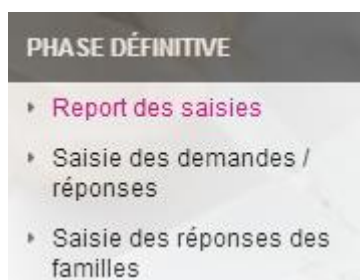 PHASE DÉFINITIVE
Report des saisies
Saisie des demandes /
réponses
Saisie des réponses des
familles